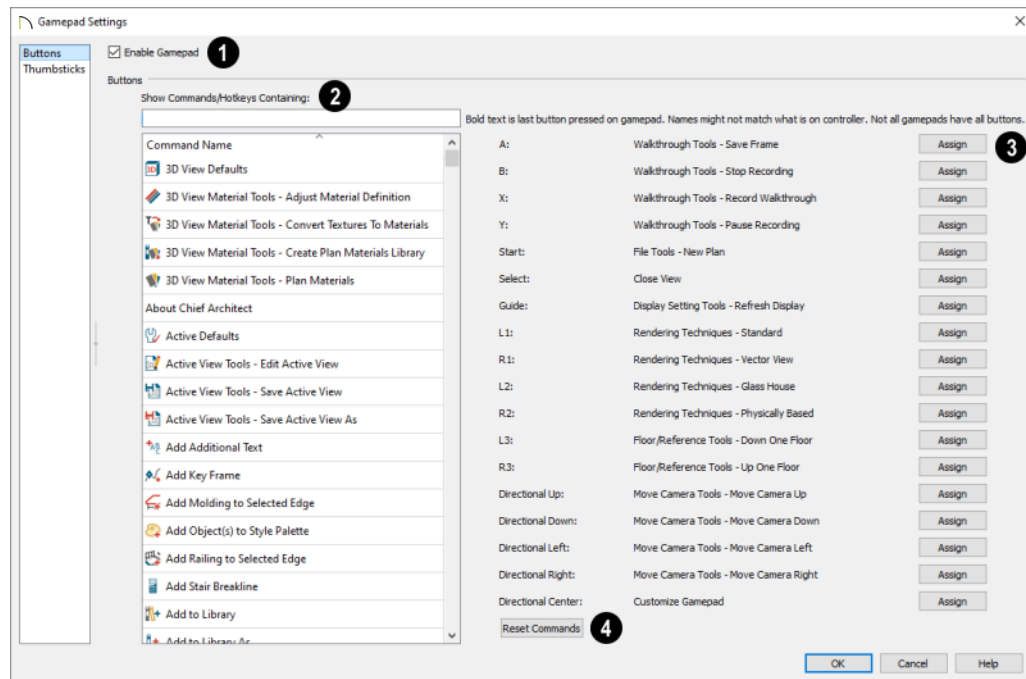 Gamepad Settings
Buttons
Thumbsticks
Enable Gamepad 1
Buttons
Show Commands/Hotkeys Containing: 2
Bold text is last button pressed on gamepad. Names might not match what is on controller. Not all gamepads have all buttons.
Command Name
3D View Defaults
3D View Material Tools - Adjust Material Definition
3D View Material Tools - Convert Textures To Materials
3D View Material Tools - Create Plan Materials Library
3D View Material Tools - Plan Materials
About Chief Architect
Active Defaults
Active View Tools - Edit Active View
Active View Tools - Save Active View
Active View Tools - Save Active View As
Add Additional Text
Add Key Frame
Add Molding to Selected Edge
Add Object(s) to Style Palette
Add Railing to Selected Edge
Add Stair Breakline
Add to Library
Add to Library As
A: Walkthrough Tools - Save Frame Assign 3
B: Walkthrough Tools - Stop Recording Assign
X: Walkthrough Tools - Record Walkthrough Assign
Y: Walkthrough Tools - Pause Recording Assign
Start: File Tools - New Plan Assign
Select: Close View Assign
Guide: Display Setting Tools - Refresh Display Assign
L1: Rendering Techniques - Standard Assign
R1: Rendering Techniques - Vector View Assign
L2: Rendering Techniques - Glass House Assign
R2: Rendering Techniques - Physically Based Assign
L3: Floor/Reference Tools - Down One Floor Assign
R3: Floor/Reference Tools - Up One Floor Assign
Directional Up: Move Camera Tools - Move Camera Up Assign
Directional Down: Move Camera Tools - Move Camera Down Assign
Directional Left: Move Camera Tools - Move Camera Left Assign
Directional Right: Move Camera Tools - Move Camera Right Assign
Directional Center: Customize Gamepad Assign
Reset Commands 4
OK Cancel Help